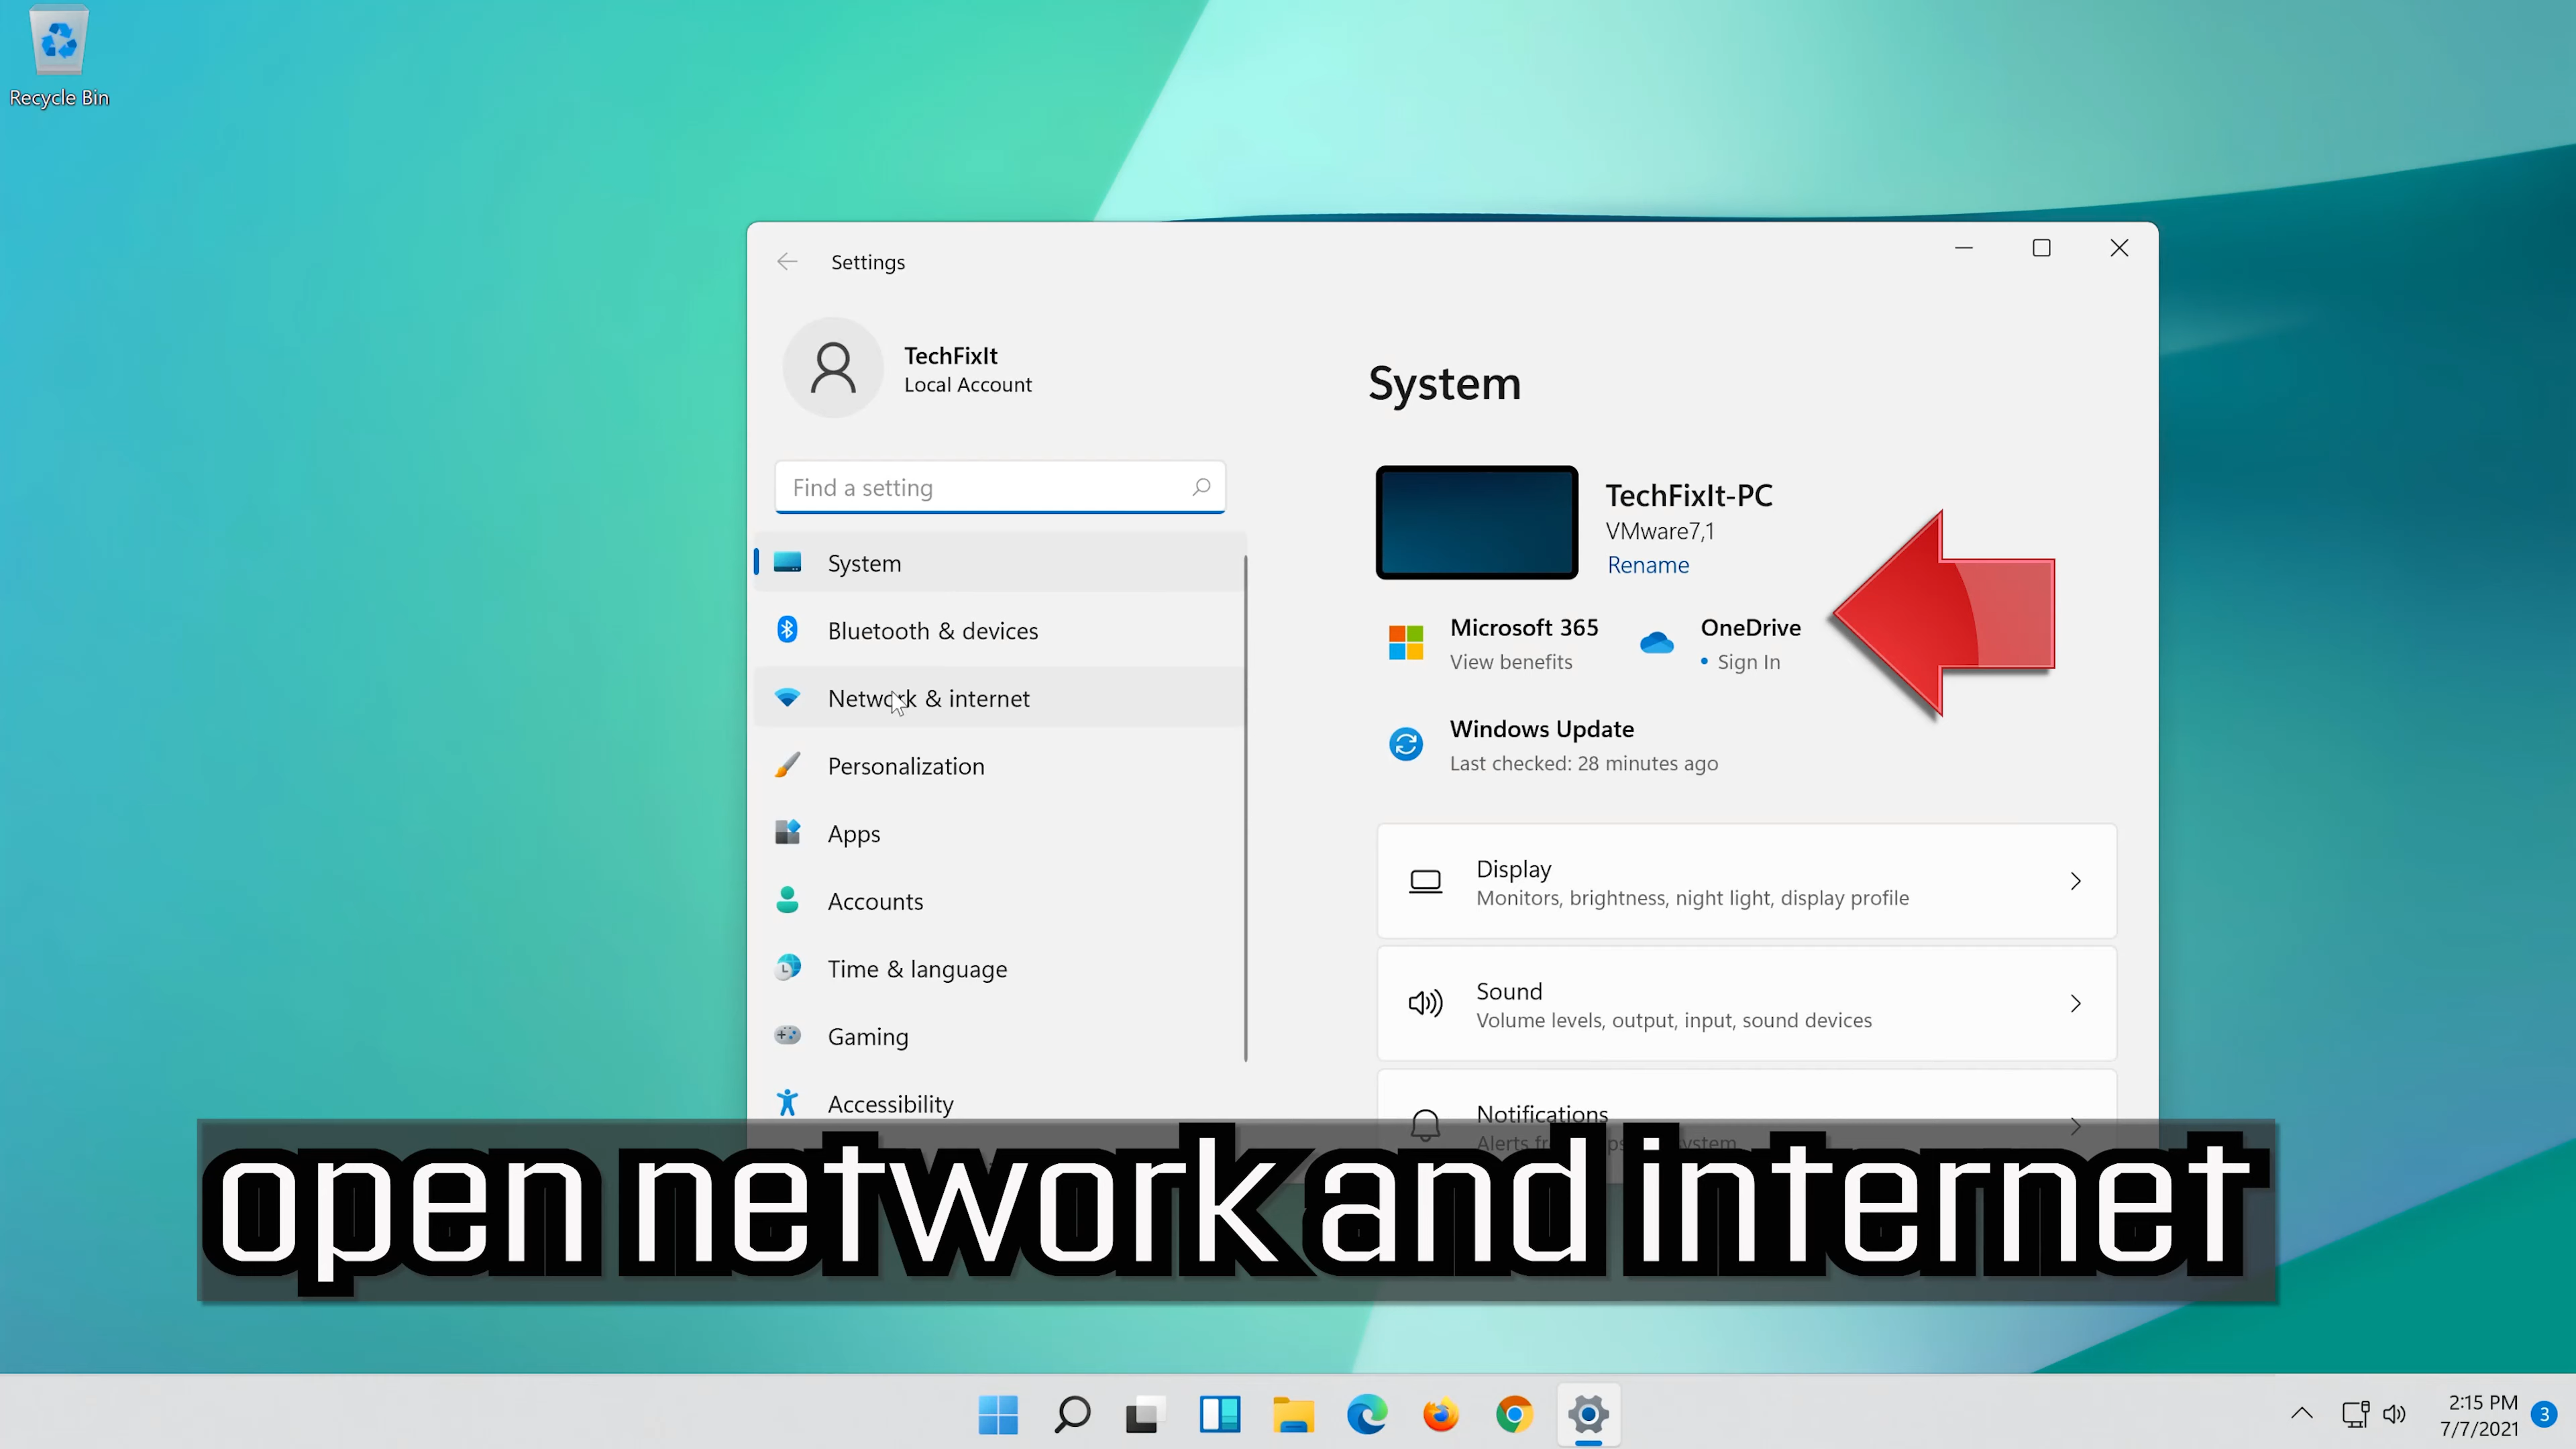 Recycle Bin
Settings
TechFixIt
Local Account
Find a setting
System
Bluetooth & devices
Network & internet
Personalization
Apps
Accounts
Time & language
Gaming
Accessibility
System
TechFixIt-PC
VMware7,1
Rename
Microsoft 365
View benefits
OneDrive
• Sign In
Windows Update
Last checked: 28 minutes ago
Display
Monitors, brightness, night light, display profile
Sound
Volume levels, output, input, sound devices
Notifications
Alerts
open network and internet
2:15 PM
7/7/2021
3